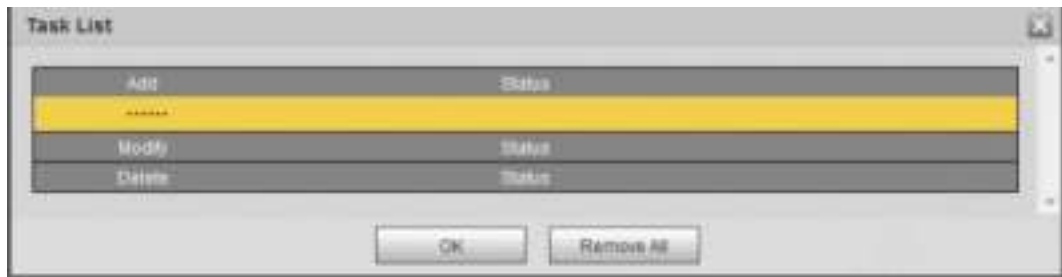 Task List
Add Status
------
Modify Status
Delete Status
OK Remove All